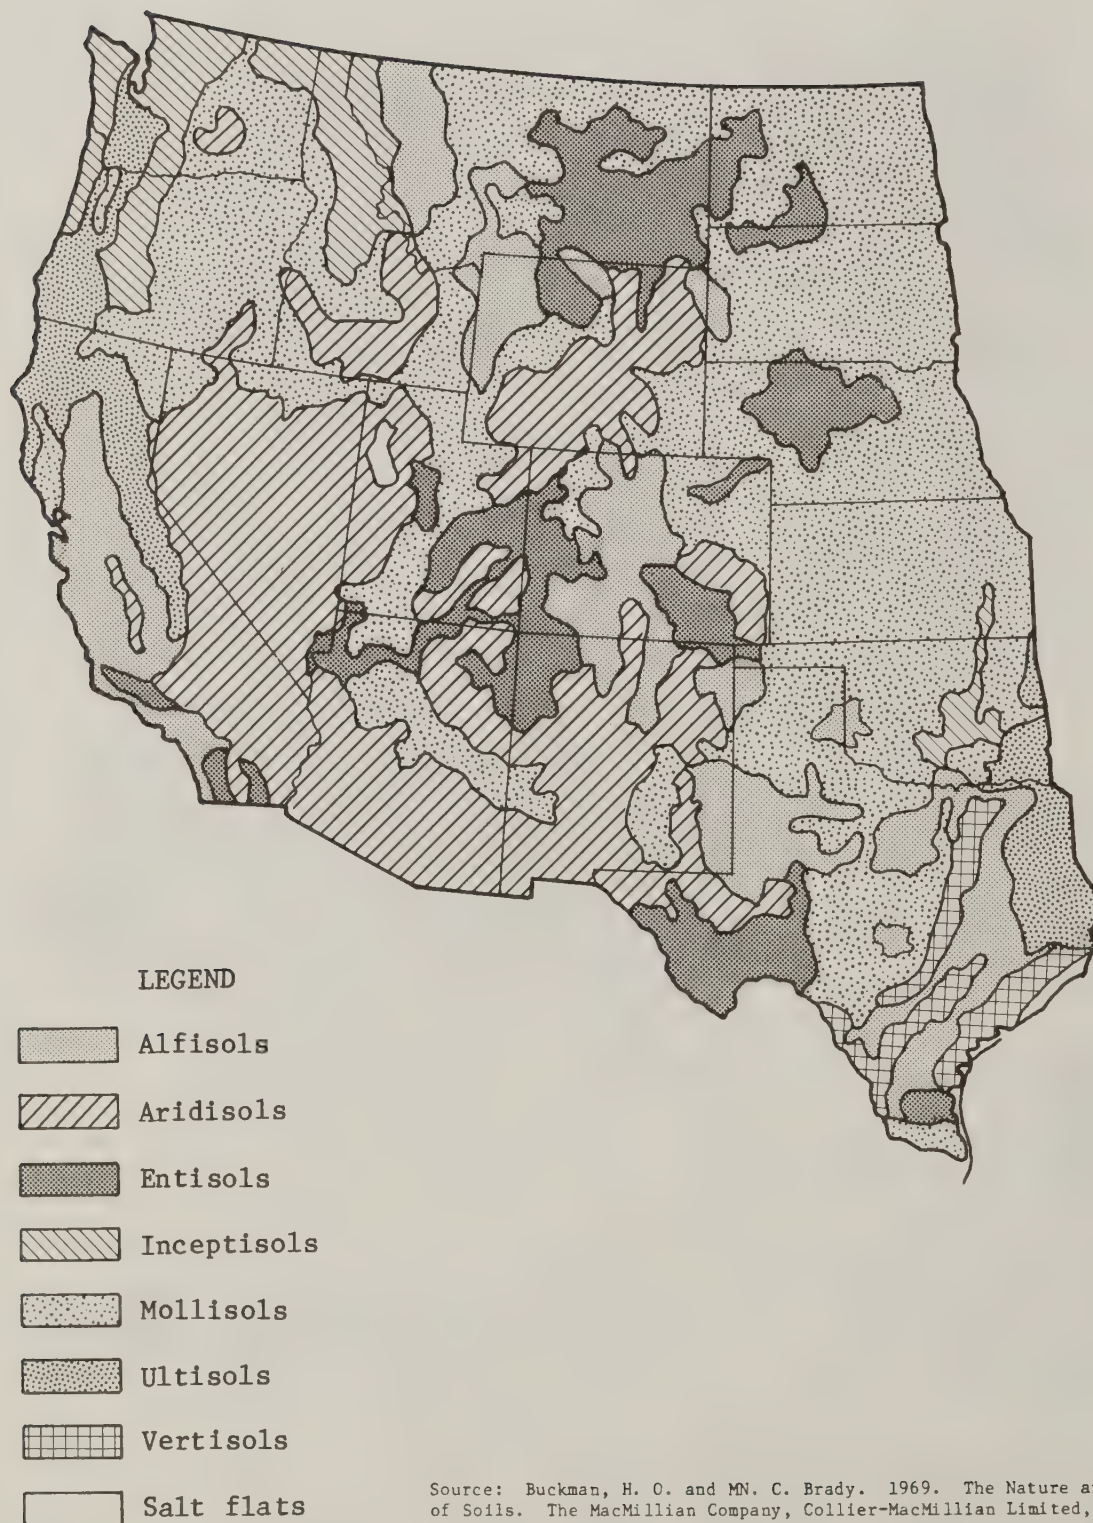 LEGEND
Alfisols
Aridisols
Entisols
Inceptisols
Mollisols
Ultisols
Vertisols
Salt flats
Source: Buckman, H. O. and MN. C. Brady. 1969. The Nature
of Soils. The MacMillian Company, Collier-MacMillian Limited,